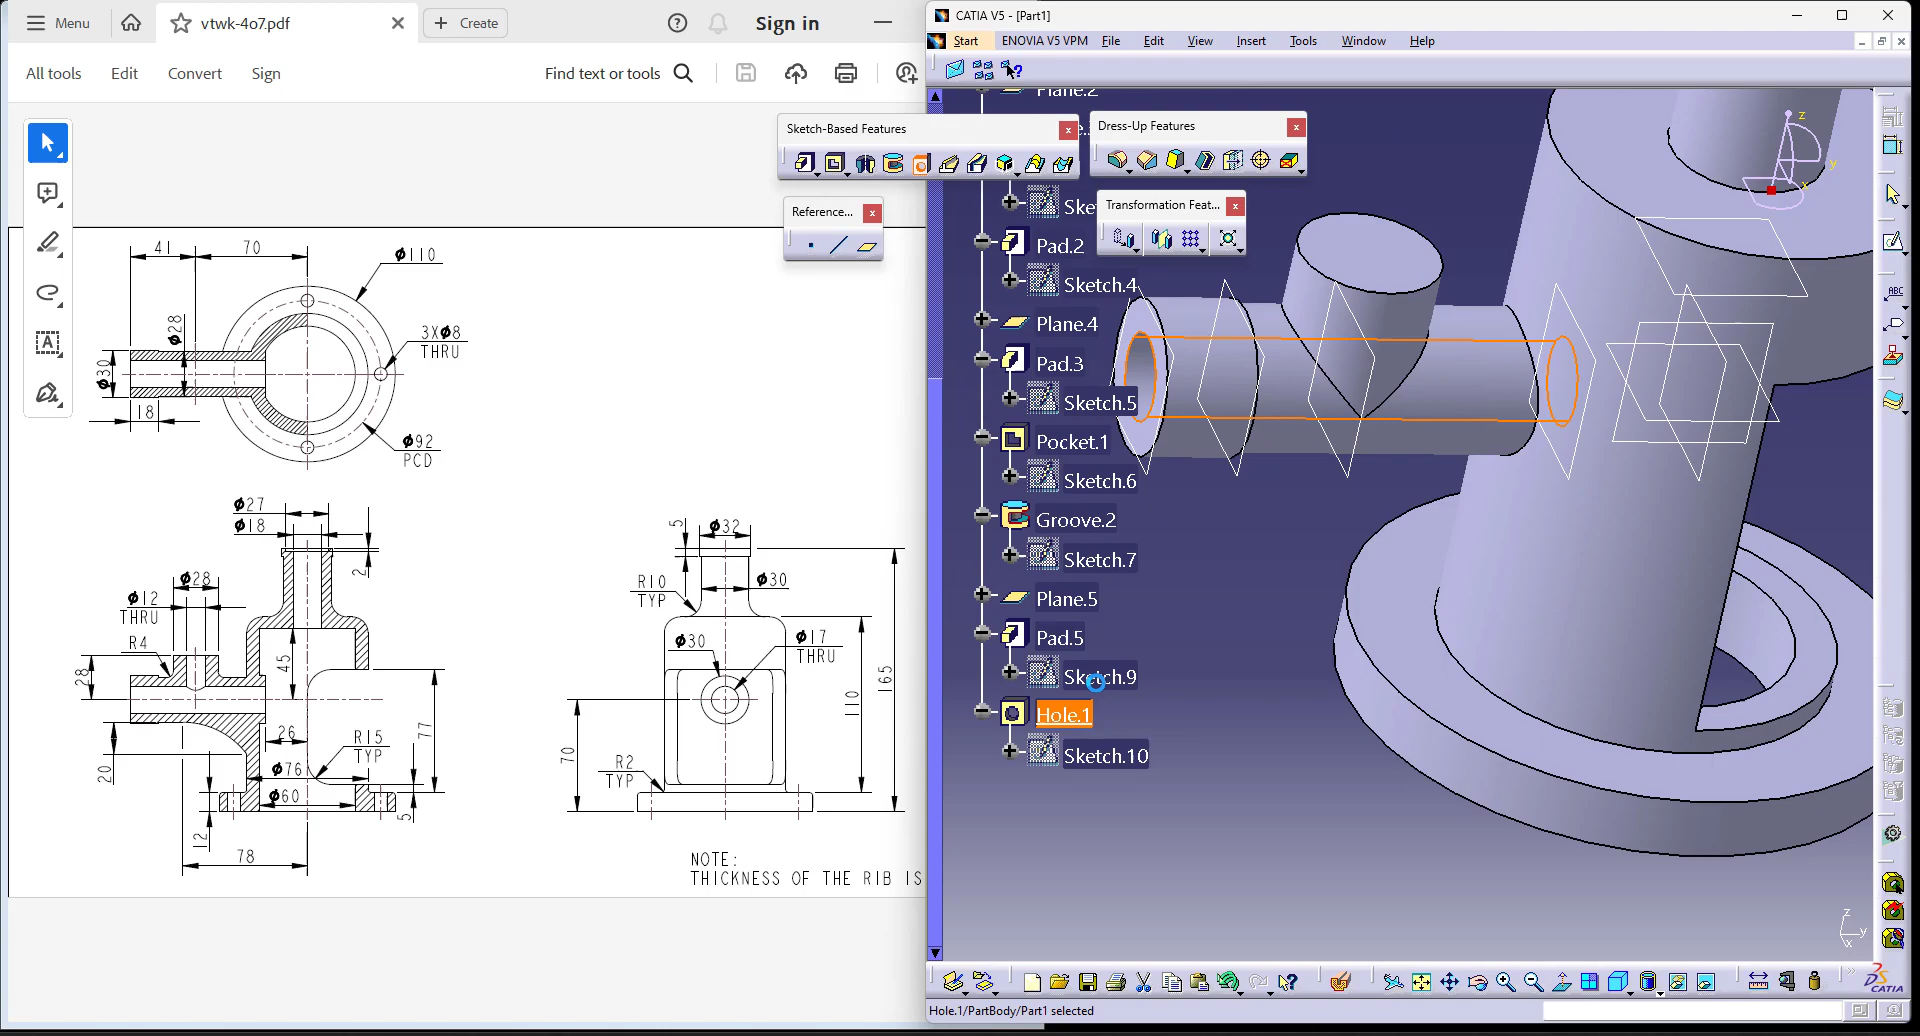 Menu
vtwk-4o7.pdf
Create
Sign in
All tools
Edit
Convert
Sign
Find text or tools
41
70
Ø110
Ø28
3XØ8
THRU
Ø30
18
Ø92
PCD
Ø27
Ø18
2
Ø28
Ø12
THRU
R4
28
45
77
26
R15
TYP
20
Ø76
Ø60
12
5
78
5
Ø32
R10
TYP
Ø30
Ø30
Ø17
THRU
165
110
70
R2
TYP
NOTE:
THICKNESS OF THE RIB IS
CATIA V5 - [Part1]
Start
ENOVIA V5 VPM
File
Edit
View
Insert
Tools
Window
Help
Plane.2
Sketch-Based Features
Dress-Up Features
Reference...
Transformation Feat...
Pad.2
Sketch.4
Plane.4
Pad.3
Sketch.5
Pocket.1
Sketch.6
Groove.2
Sketch.7
Plane.5
Pad.5
Sketch.9
Hole.1
Sketch.10
z
y
x
z
y
x
ABC
CATIA
Hole.1/PartBody/Part1 selected